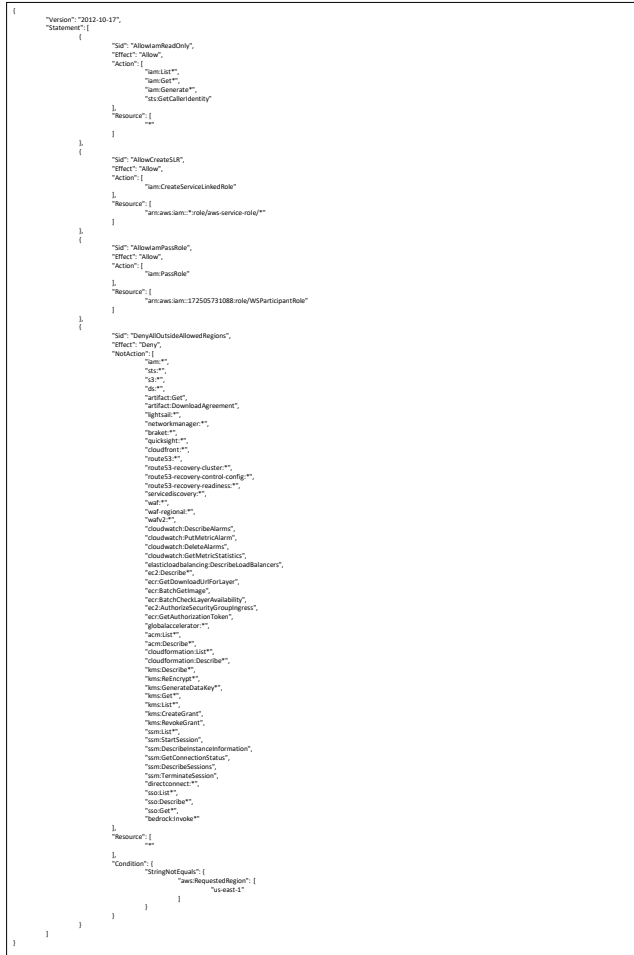 {
"Version": "2012-10-17",
"Statement": [
{
"Sid": "AllowIamReadOnly",
"Effect": "Allow",
"Action": [
"iam:List*",
"iam:Get*",
"iam:Generate*",
"sts:GetCallerIdentity"
],
"Resource": [
"*"
]
},
{
"Sid": "AllowCreateSLR",
"Effect": "Allow",
"Action": [
"iam:CreateServiceLinkedRole"
],
"Resource": [
"arn:aws:iam::*:role/aws-service-role/*"
]
},
{
"Sid": "AllowIamPassRole",
"Effect": "Allow",
"Action": [
"iam:PassRole"
],
"Resource": [
"arn:aws:iam::172505731088:role/WSParticipantRole"
]
},
{
"Sid": "DenyAllOutsideAllowedRegions",
"Effect": "Deny",
"NotAction": [
"iam:*",
"sts:*",
"s3:*",
"ds:*",
"artifact:Get",
"artifact:DownloadAgreement",
"lightsail:*",
"networkmanager:*",
"braket:*",
"quicksight:*",
"cloudfront:*",
"route53:*",
"route53-recovery-cluster:*",
"route53-recovery-control-config:*",
"route53-recovery-readiness:*",
"servicediscovery:*",
"waf:*",
"waf-regional:*",
"wafv2:*",
"cloudwatch:DescribeAlarms",
"cloudwatch:PutMetricAlarm",
"cloudwatch:DeleteAlarms",
"cloudwatch:GetMetricStatistics",
"elasticloadbalancing:DescribeLoadBalancers",
"ec2:Describe*",
"ecr:GetDownloadUrlForLayer",
"ecr:BatchGetImage",
"ecr:BatchCheckLayerAvailability",
"ec2:AuthorizeSecurityGroupIngress",
"ecr:GetAuthorizationToken",
"globalaccelerator:*",
"acm:List*",
"acm:Describe*",
"cloudformation:List*",
"cloudformation:Describe*",
"kms:Describe*",
"kms:ReEncrypt*",
"kms:GenerateDataKey*",
"kms:Get*",
"kms:List*",
"kms:CreateGrant",
"kms:RevokeGrant",
"ssm:List*",
"ssm:StartSession",
"ssm:DescribeInstanceInformation",
"ssm:GetConnectionStatus",
"ssm:DescribeSessions",
"ssm:TerminateSession",
"directconnect:*",
"sso:List*",
"sso:Describe*",
"sso:Get*",
"bedrock:Invoke*"
],
"Resource": [
"*"
],
"Condition": {
"StringNotEquals": {
"aws:RequestedRegion": [
"us-east-1"
]
}
}
}
]
}